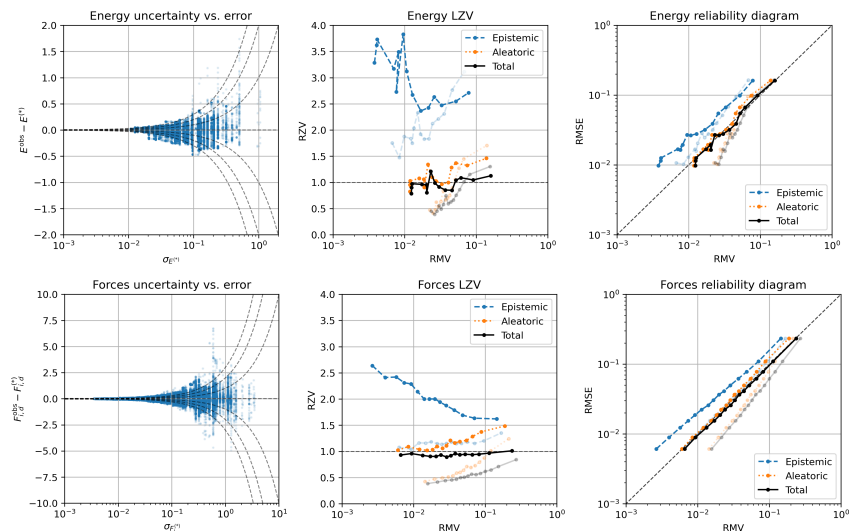 Energy uncertainty vs. error
2.0
1.5
1.0
0.5
0.0
−0.5
−1.0
−1.5
−2.0
E^obs − E^(*)
10^−3 10^−2 10^−1 10^0
σ_E^(*)
Energy LZV
4.0
3.5
3.0
2.5
2.0
1.5
1.0
0.5
0.0
RZV
Epistemic
Aleatoric
Total
10^−3 10^−2 10^−1 10^0
RMV
Energy reliability diagram
10^0
10^−1
10^−2
10^−3
RMSE
Epistemic
Aleatoric
Total
10^−3 10^−2 10^−1 10^0
RMV
Forces uncertainty vs. error
10.0
7.5
5.0
2.5
0.0
−2.5
−5.0
−7.5
−10.0
F_i,d^obs − F_i,d^(*)
10^−3 10^−2 10^−1 10^0 10^1
Forces LZV
4.0
3.5
3.0
2.5
2.0
1.5
1.0
0.5
0.0
RZV
Epistemic
Aleatoric
Total
10^−3 10^−2 10^−1 10^0
RMV
Forces reliability diagram
10^0
10^−1
10^−2
10^−3
RMSE
Epistemic
Aleatoric
Total
10^−3 10^−2 10^−1 10^0
RMV